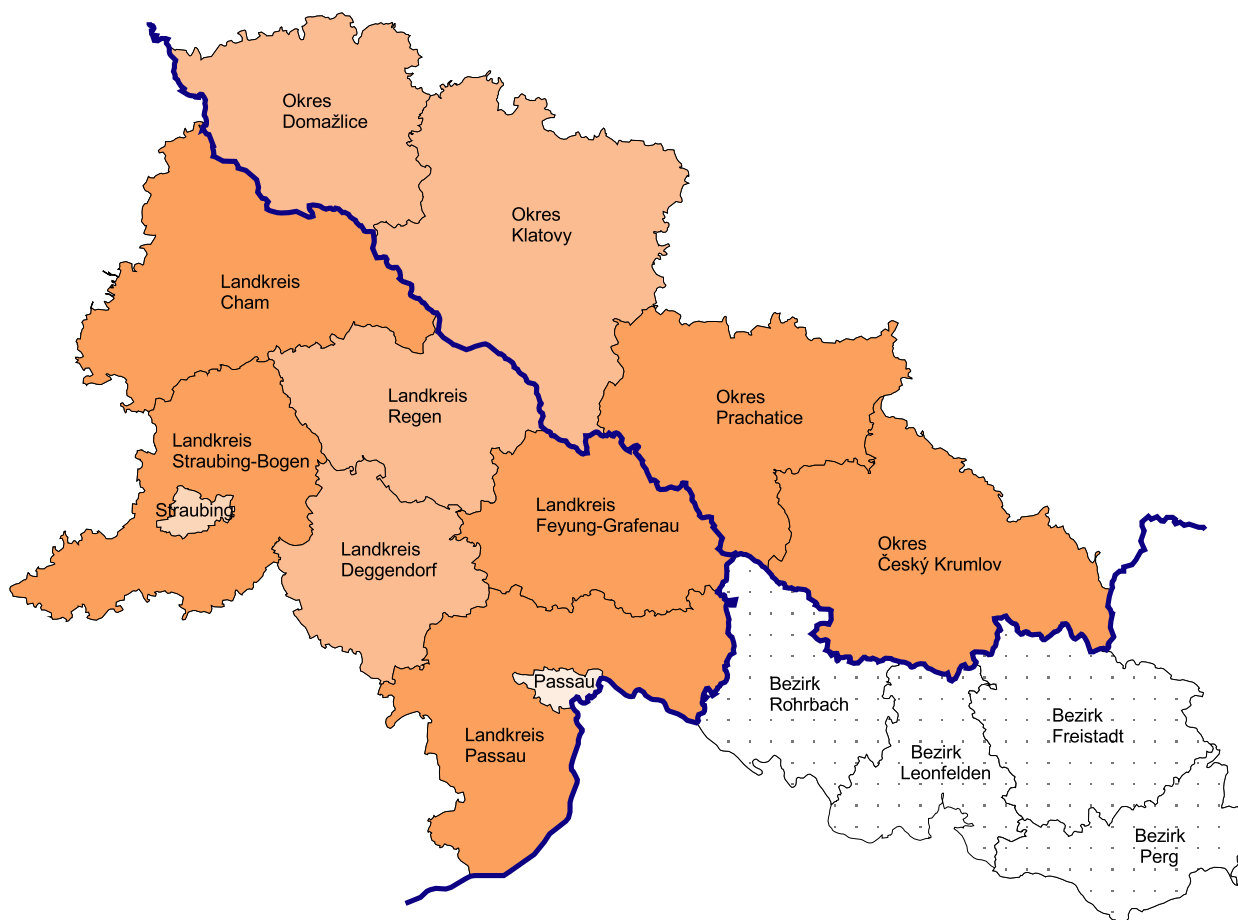 Okres
Domažlice
Okres
Klatovy
Landkreis
Cham
Landkreis
Regen
Okres
Prachatice
Landkreis
Straubing-Bogen
Straubing
Landkreis
Feyung-Grafenau
Landkreis
Deggendorf
Okres
Český Krumlov
Passau
Bezirk
Rohrbach
Landkreis
Passau
Bezirk
Freistadt
Bezirk
Leonfelden
Bezirk
Perg